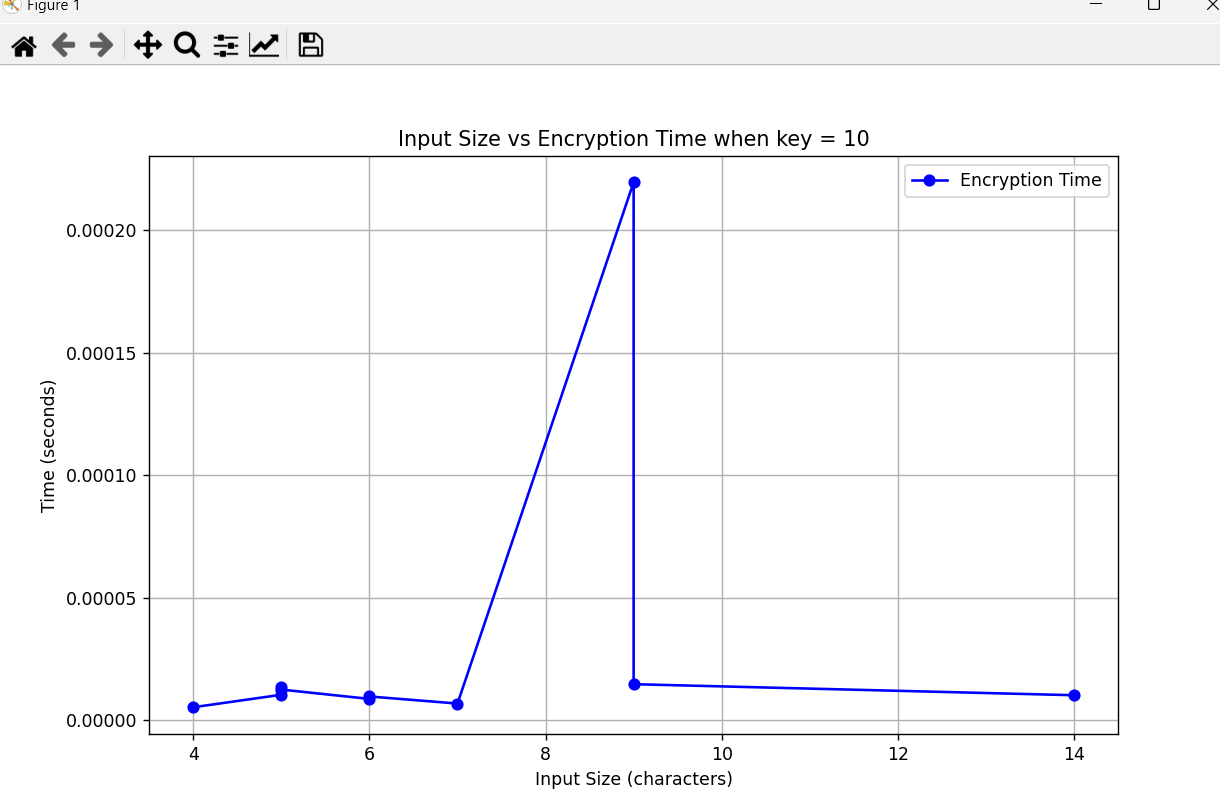 Figure 1
Input Size vs Encryption Time when key = 10
Encryption Time
0.00020
0.00015
0.00010
0.00005
0.00000
Time (seconds)
4 6 8 10 12 14
Input Size (characters)